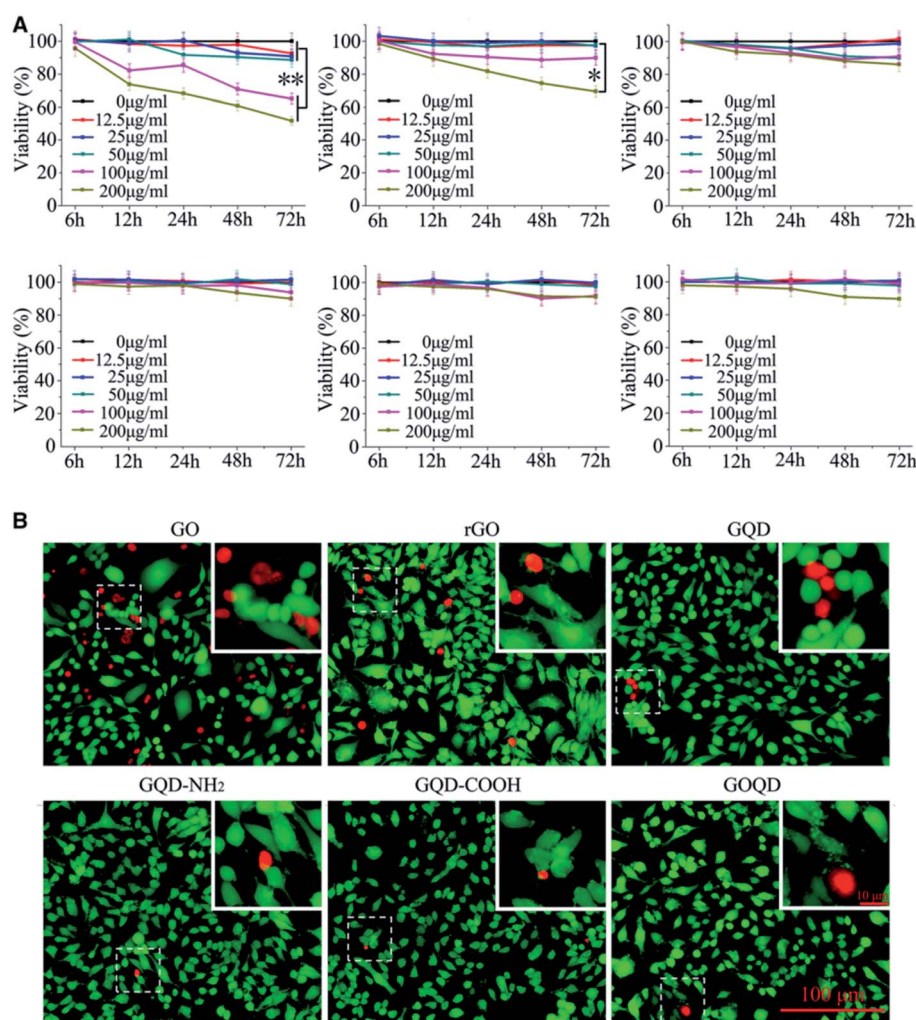 A
Viability (%)
100
80
60
40
20
0
**
0μg/ml
12.5μg/ml
25μg/ml
50μg/ml
100μg/ml
200μg/ml
6h 12h 24h 48h 72h
Viability (%)
100
80
60
40
20
0
*
0μg/ml
12.5μg/ml
25μg/ml
50μg/ml
100μg/ml
200μg/ml
6h 12h 24h 48h 72h
Viability (%)
100
80
60
40
20
0
0μg/ml
12.5μg/ml
25μg/ml
50μg/ml
100μg/ml
200μg/ml
6h 12h 24h 48h 72h
Viability (%)
100
80
60
40
20
0
0μg/ml
12.5μg/ml
25μg/ml
50μg/ml
100μg/ml
200μg/ml
6h 12h 24h 48h 72h
Viability (%)
100
80
60
40
20
0
0μg/ml
12.5μg/ml
25μg/ml
50μg/ml
100μg/ml
200μg/ml
6h 12h 24h 48h 72h
Viability (%)
100
80
60
40
20
0
0μg/ml
12.5μg/ml
25μg/ml
50μg/ml
100μg/ml
200μg/ml
6h 12h 24h 48h 72h
B
GO rGO GQD
GQD-NH₂ GQD-COOH GOQD
10 μm
100 μm